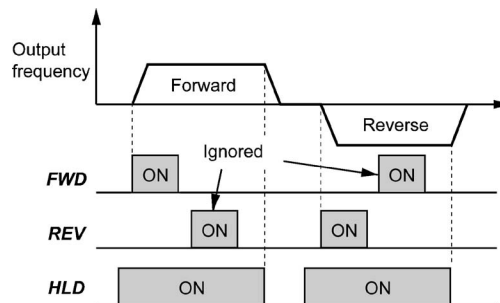 Output
frequency
Forward
Reverse
Ignored
FWD ON ON
REV ON ON
HLD ON ON